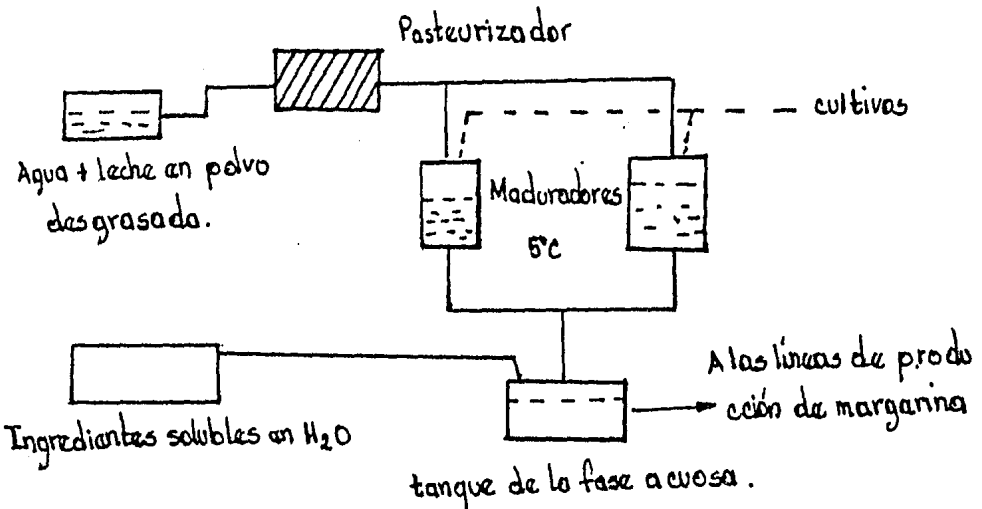 Pasteurizador
cultivos
Agua + leche en polvo
desgrasada.
Maduradores
5°C
A las líneas de produ
cción de margarina
Ingredientes solubles en H₂O
tanque de la fase acuosa.